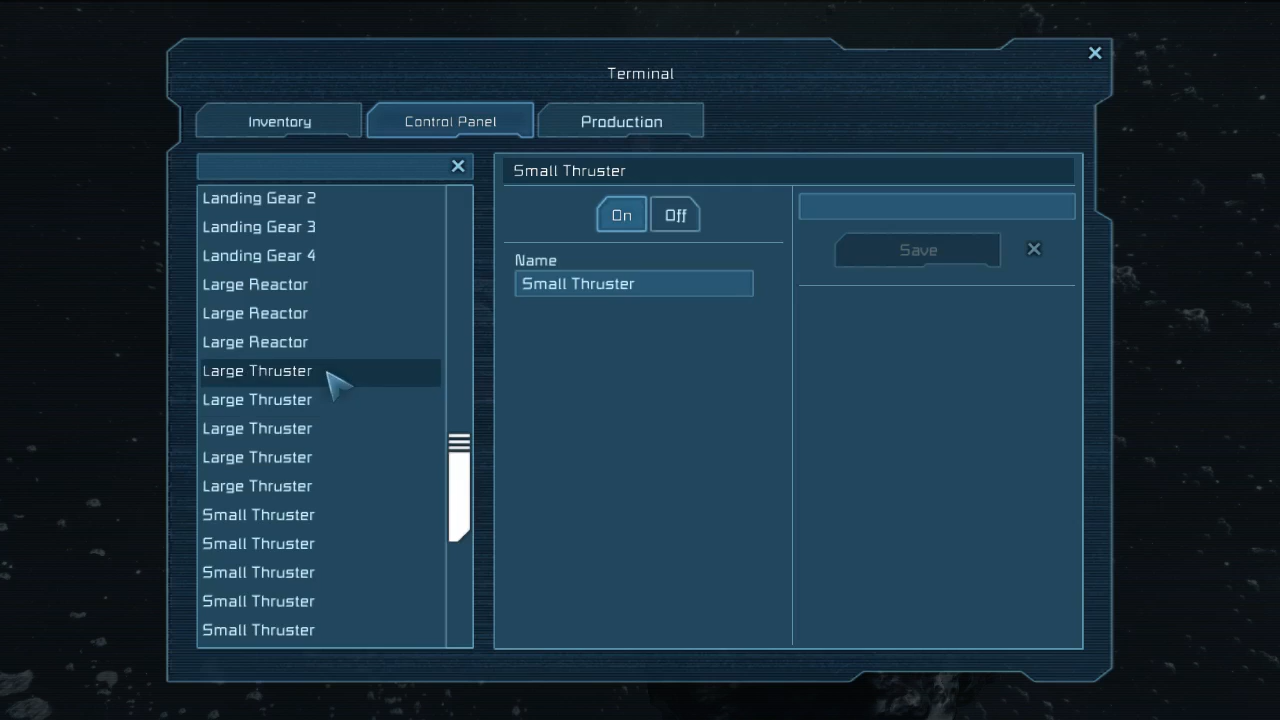 Terminal
Inventory
Control Panel
Production
Landing Gear 2
Landing Gear 3
Landing Gear 4
Large Reactor
Large Reactor
Large Reactor
Large Thruster
Large Thruster
Large Thruster
Large Thruster
Large Thruster
Small Thruster
Small Thruster
Small Thruster
Small Thruster
Small Thruster
Small Thruster
On
Off
Name
Small Thruster
Save